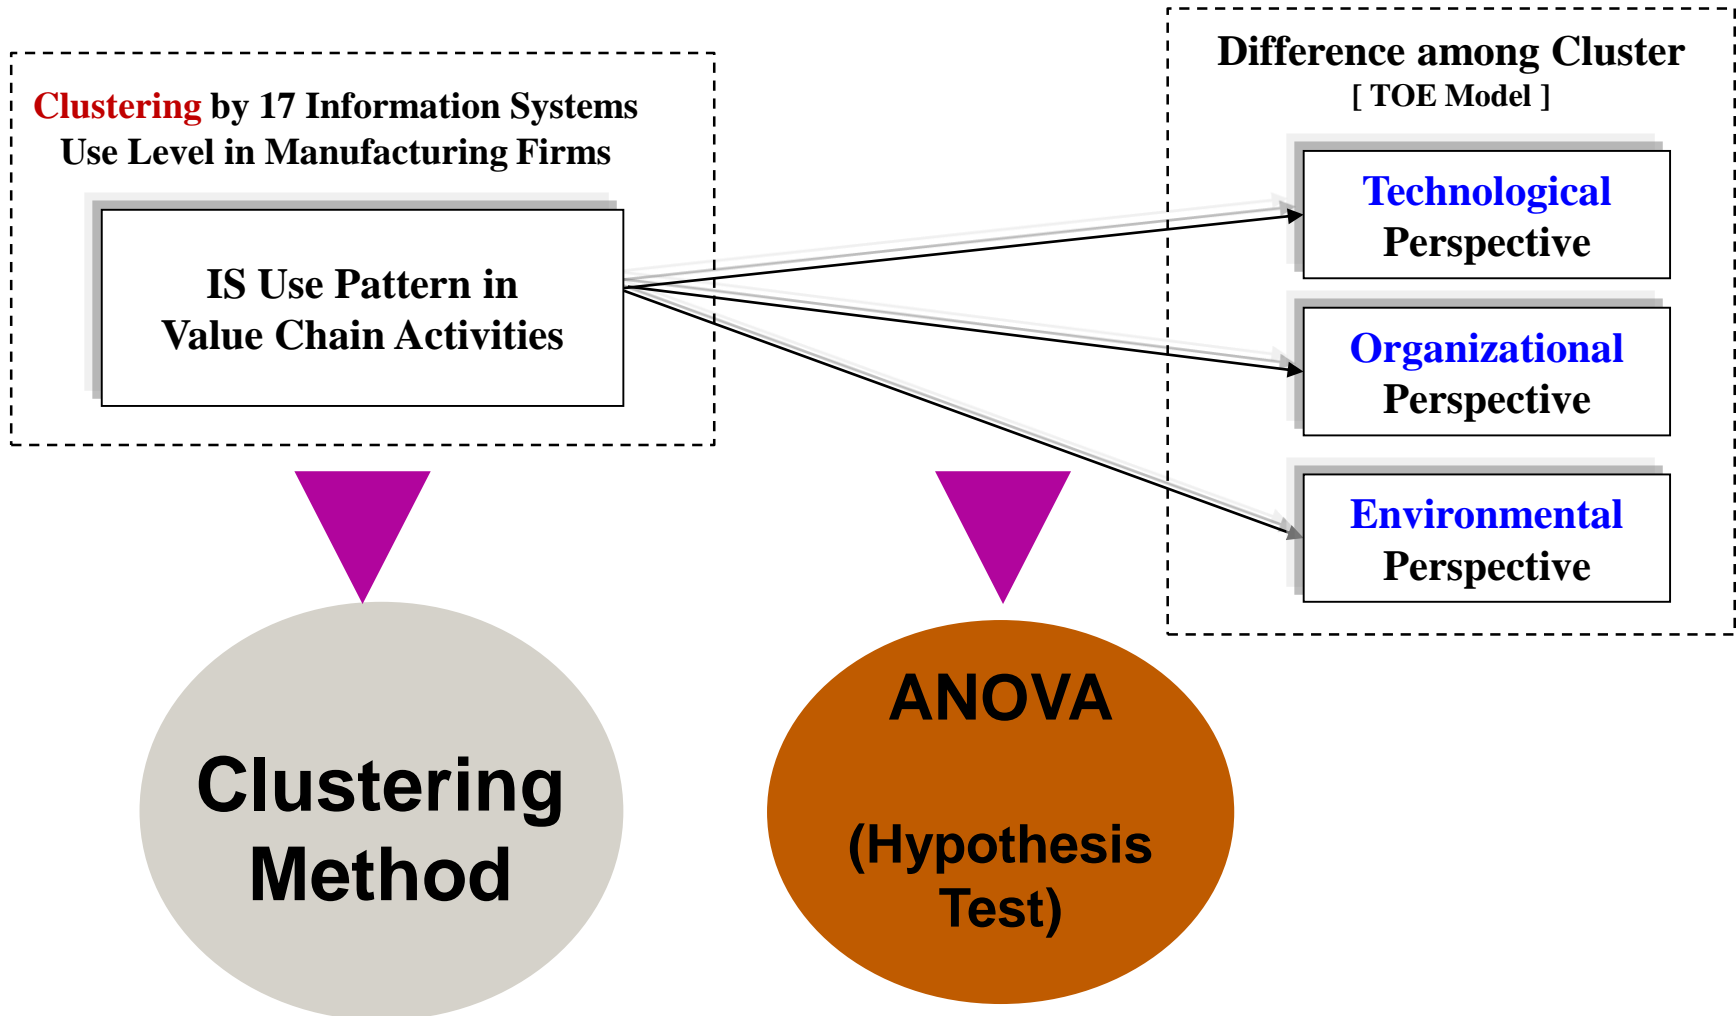 Clustering by 17 Information Systems
Use Level in Manufacturing Firms
IS Use Pattern in
Value Chain Activities
Difference among Cluster
[ TOE Model ]
Technological
Perspective
Organizational
Perspective
Environmental
Perspective
Clustering
Method
ANOVA
(Hypothesis
Test)